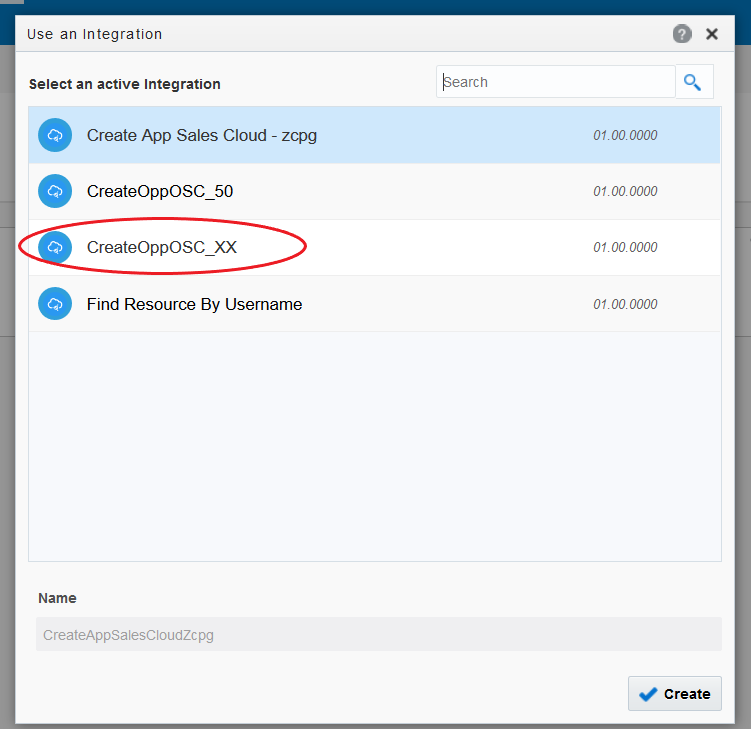 Use an Integration
?
Select an active Integration
Search
Create App Sales Cloud - zcpg 01.00.0000
CreateOppOSC_50 01.00.0000
CreateOppOSC_XX 01.00.0000
Find Resource By Username 01.00.0000
Name
CreateAppSalesCloudZcpg
Create